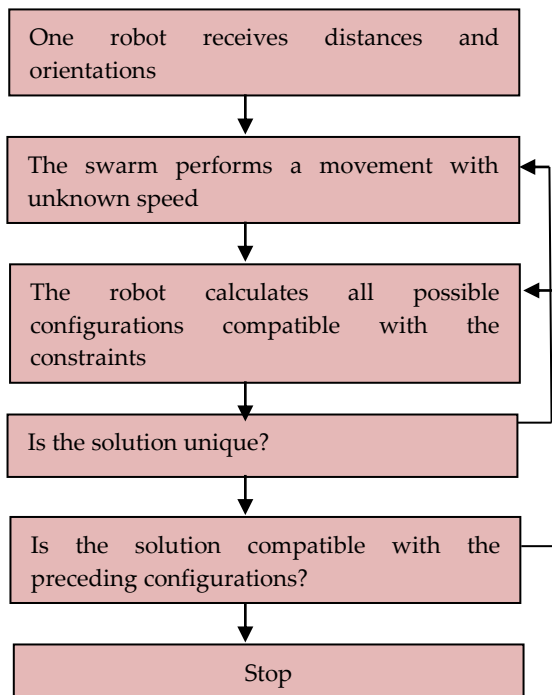 One robot receives distances and
orientations
The swarm performs a movement with
unknown speed
The robot calculates all possible
configurations compatible with the
constraints
Is the solution unique?
Is the solution compatible with the
preceding configurations?
Stop